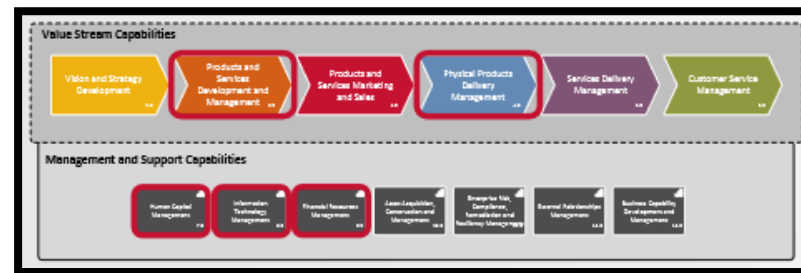 Value Stream Capabilities
Vision and Strategy
Development
Products and
Services
Development and
Management
Products and
Services Marketing
and Sales
Physical Products
Delivery
Management
Services Delivery
Management
Customer Service
Management
Management and Support Capabilities
Human Capital
Management
Information
Technology
Management
Financial Resources
Management
Asset Acquisition,
Construction and
Management
Enterprise Risk,
Compliance,
Remediation and
Resiliency
External Relationships
Management
Business Capability
Development and
Management